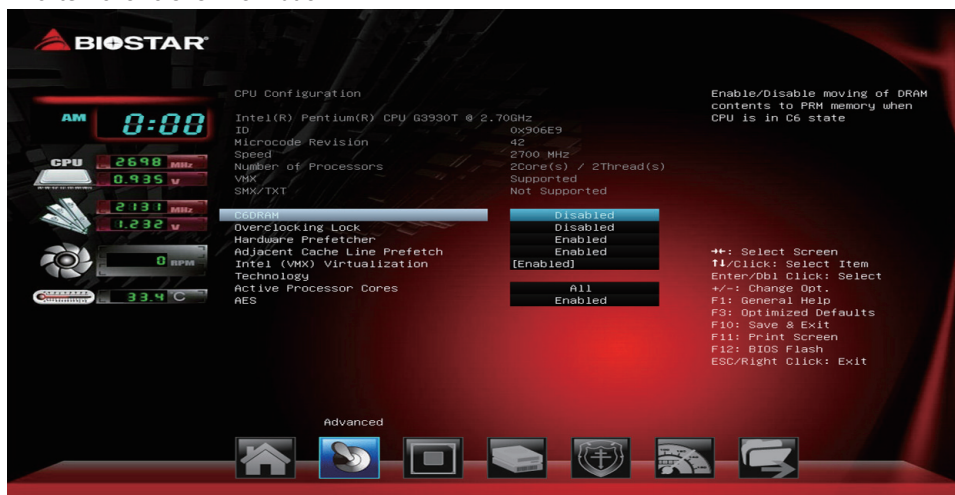 BIOSTAR
CPU Configuration
Intel(R) Pentium(R) CPU G3930T @ 2.70GHz
ID 0x906E9
Microcode Revision 42
Speed 2700 MHz
Number of Processors 2Core(s) / 2Thread(s)
VMX Supported
SMX/TXT Not Supported
C6DRAM Disabled
Overclocking Lock Disabled
Hardware Prefetcher Enabled
Adjacent Cache Line Prefetch Enabled
Intel (VMX) Virtualization [Enabled]
Technology
Active Processor Cores All
AES Enabled
AM 0:00
CPU 2698 MHz
0.935 V
2131 MHz
1.232 V
0 RPM
33.4 C
Enable/Disable moving of DRAM
contents to PRM memory when
CPU is in C6 state
→←: Select Screen
↑↓/Click: Select Item
Enter/Dbl Click: Select
+/-: Change Opt.
F1: General Help
F3: Optimized Defaults
F10: Save & Exit
F11: Print Screen
F12: BIOS Flash
ESC/Right Click: Exit
Advanced